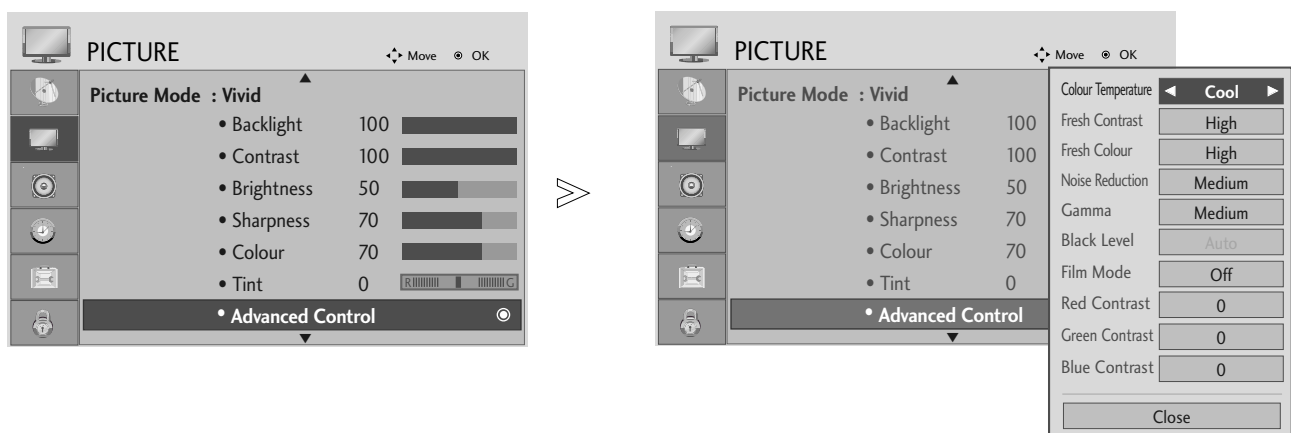 PICTURE
Move OK
Picture Mode : Vivid
• Backlight 100
• Contrast 100
• Brightness 50
• Sharpness 70
• Colour 70
• Tint 0 R G
• Advanced Control
PICTURE
Move OK
Picture Mode : Vivid
• Backlight 100
• Contrast 100
• Brightness 50
• Sharpness 70
• Colour 70
• Tint 0
• Advanced Control
Colour Temperature Cool
Fresh Contrast High
Fresh Colour High
Noise Reduction Medium
Gamma Medium
Black Level Auto
Film Mode Off
Red Contrast 0
Green Contrast 0
Blue Contrast 0
Close